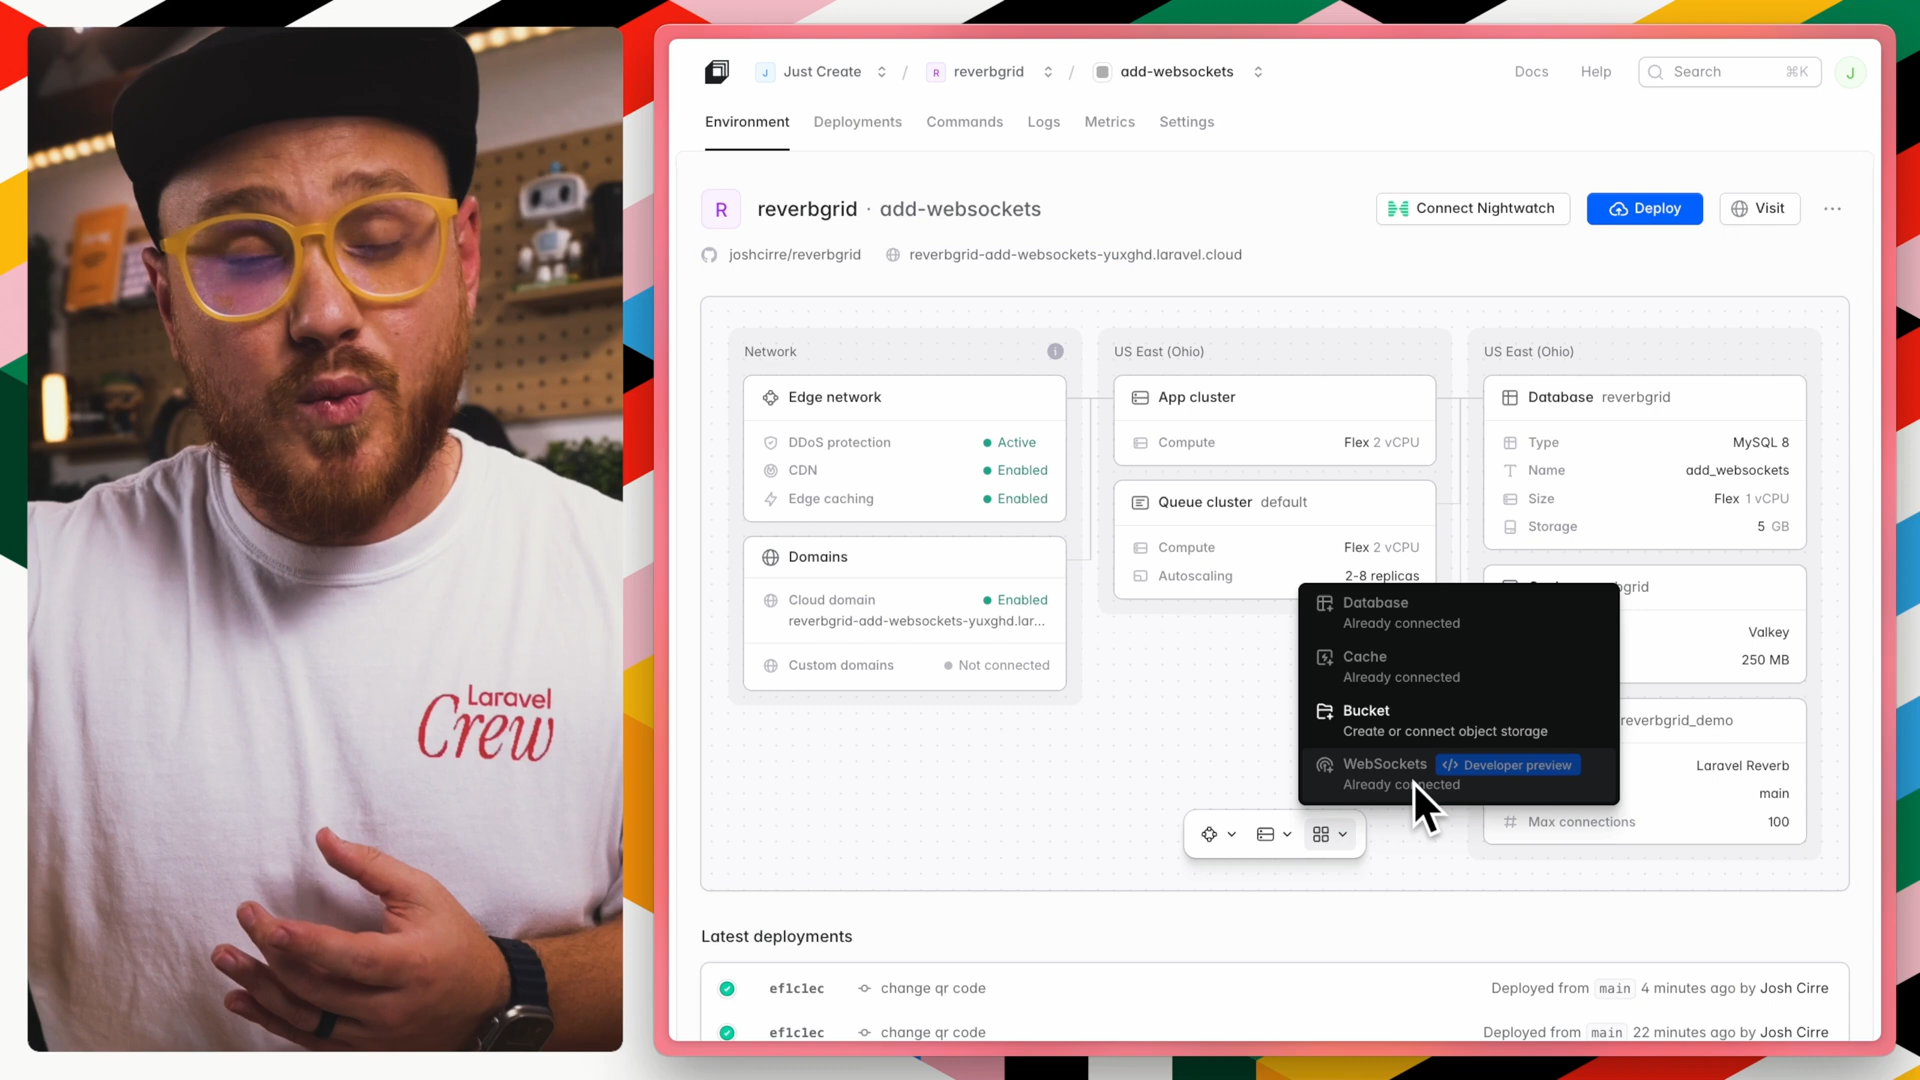 Laravel
Crew
J Just Create / R reverbgrid / add-websockets
Docs Help Search ⌘K J
Environment Deployments Commands Logs Metrics Settings
R reverbgrid · add-websockets
Connect Nightwatch Deploy Visit ...
joshcirre/reverbgrid reverbgrid-add-websockets-yuxghd.laravel.cloud
Network
Edge network
DDoS protection Active
CDN Enabled
Edge caching Enabled
Domains
Cloud domain Enabled
reverbgrid-add-websockets-yuxghd.lar...
Custom domains Not connected
US East (Ohio)
App cluster
Compute Flex 2 vCPU
Queue cluster default
Compute Flex 2 vCPU
Autoscaling 2-8 replicas
US East (Ohio)
Database reverbgrid
Type MySQL 8
Name add_websockets
Size Flex 1 vCPU
Storage 5 GB
Valkey
250 MB
reverbgrid_demo
Laravel Reverb
main
Max connections 100
Database
Already connected
Cache
Already connected
Bucket
Create or connect object storage
WebSockets </> Developer preview
Already connected
Latest deployments
ef1c1ec change qr code Deployed from main 4 minutes ago by Josh Cirre
ef1c1ec change qr code Deployed from main 22 minutes ago by Josh Cirre